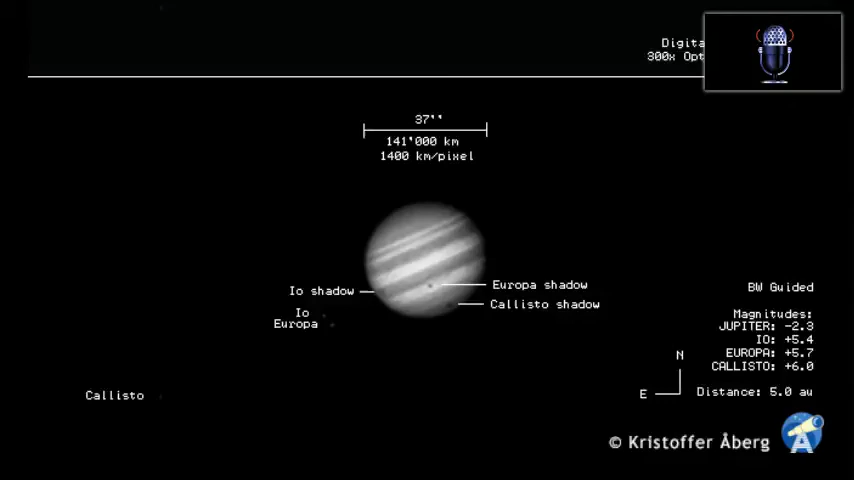 Digita
300x Opt
37''
141'000 km
1400 km/pixel
Io shadow
Europa shadow
Callisto shadow
Io
Europa
Callisto
BW Guided
Magnitudes:
JUPITER: -2.3
IO: +5.4
EUROPA: +5.7
CALLISTO: +6.0
Distance: 5.0 au
N
E
© Kristoffer Åberg
A